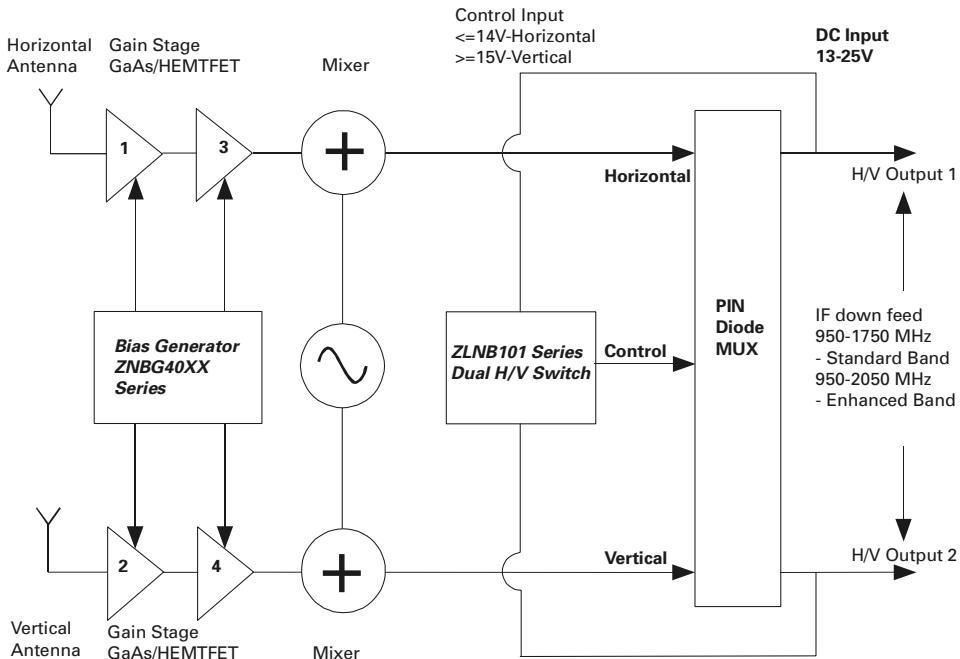 Control Input
<=14V-Horizontal
>=15V-Vertical
DC Input
13-25V
Horizontal
Antenna
Gain Stage
GaAs/HEMTFET
Mixer
1
3
Horizontal
H/V Output 1
Bias Generator
ZNBG40XX
Series
ZLNB101 Series
Dual H/V Switch
Control
PIN
Diode
MUX
IF down feed
950-1750 MHz
- Standard Band
950-2050 MHz
- Enhanced Band
2
4
Vertical
H/V Output 2
Vertical
Antenna
Gain Stage
GaAs/HEMTFET
Mixer